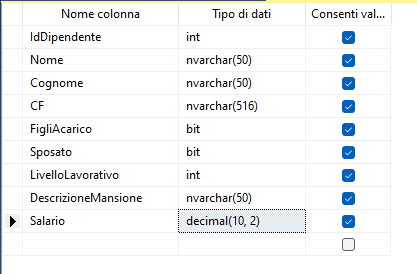 Nome colonna Tipo di dati Consenti val...
IdDipendente int
Nome nvarchar(50)
Cognome nvarchar(50)
CF nvarchar(516)
FigliAcarico bit
Sposato bit
LivelloLavorativo int
DescrizioneMansione nvarchar(50)
Salario decimal(10, 2)